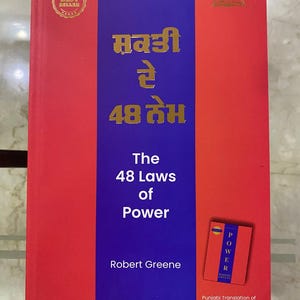 ਸ਼ਕਤੀ
ਦੇ
48 ਨੇਮ
The
48 Laws
of
Power
Robert Greene
POWER
Punjabi Translation of